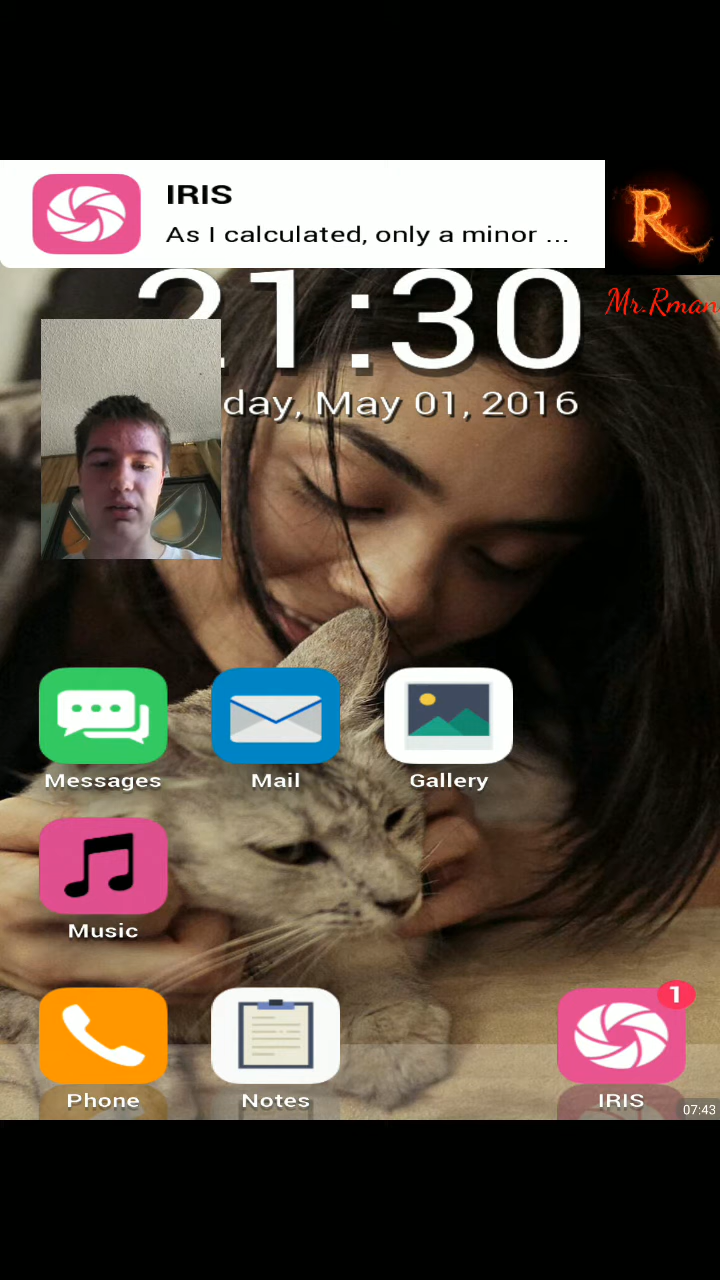 IRIS
As I calculated, only a minor ...
R
Mr.Rman
21:30
day, May 01, 2016
Messages
Mail
Gallery
Music
1
Phone
Notes
IRIS
07:43